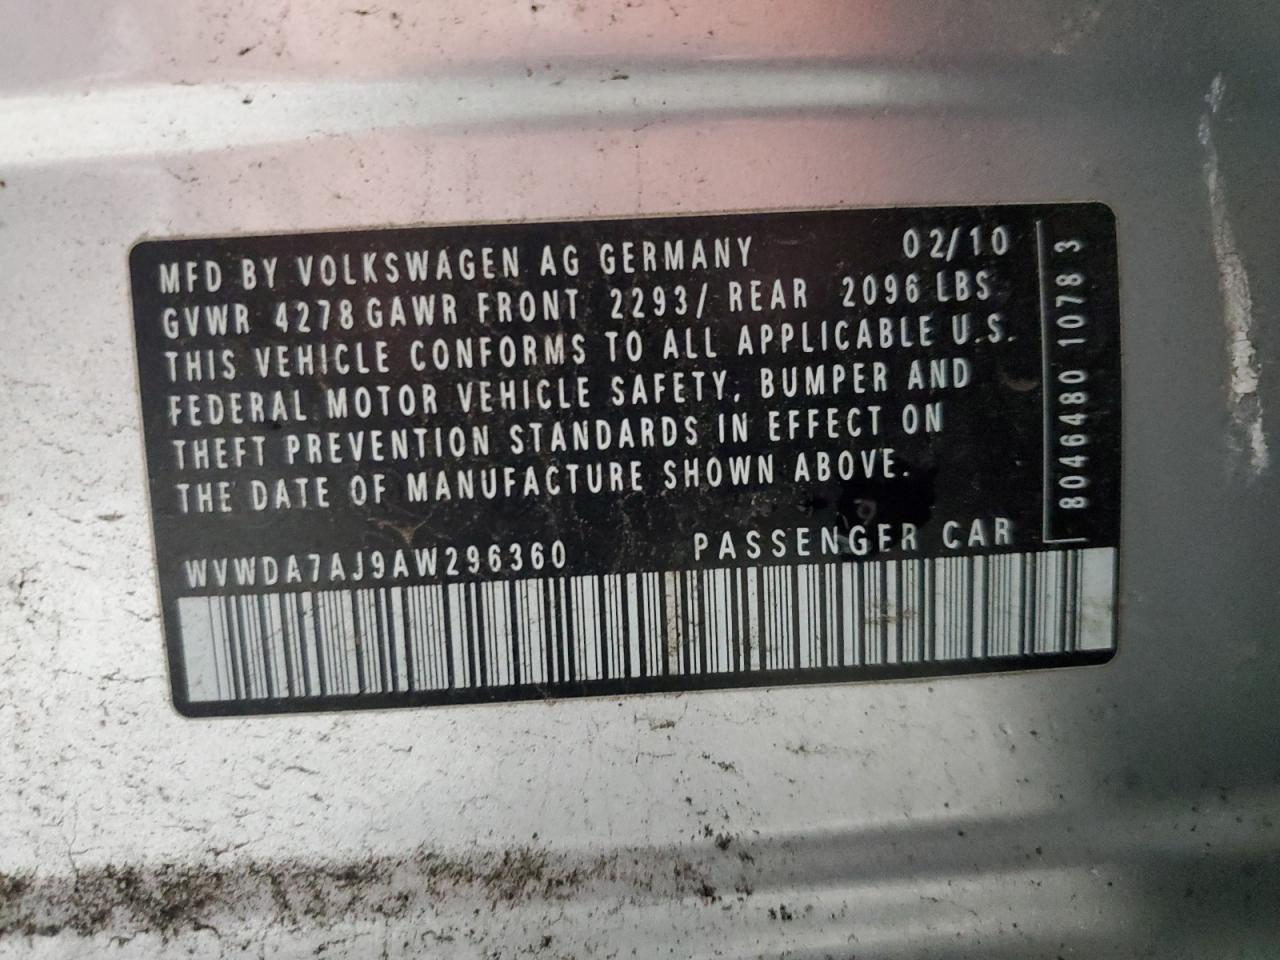 MFD BY VOLKSWAGEN AG GERMANY 02/10
GVWR 4278 GAWR FRONT 2293/ REAR 2096 LBS
THIS VEHICLE CONFORMS TO ALL APPLICABLE U.S.
FEDERAL MOTOR VEHICLE SAFETY, BUMPER AND
THEFT PREVENTION STANDARDS IN EFFECT ON
THE DATE OF MANUFACTURE SHOWN ABOVE.
WVWDA7AJ9AW296360 PASSENGER CAR
8046480 10783